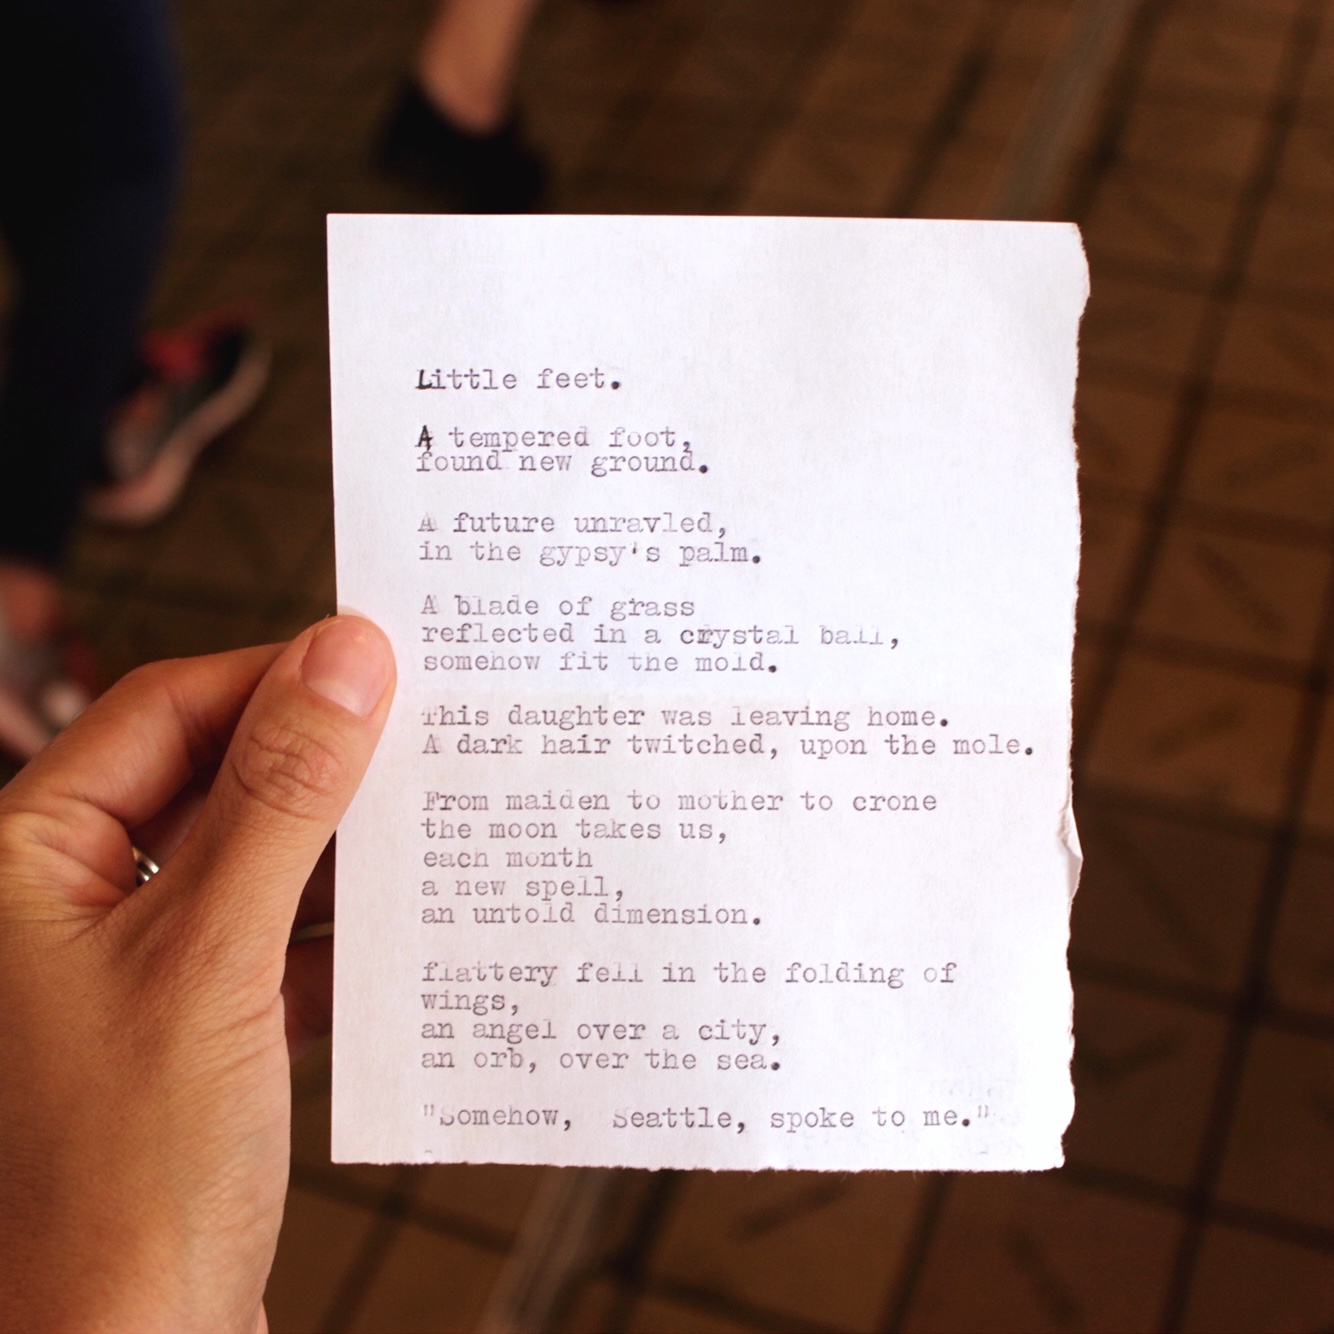 Little feet.
A tempered foot,
found new ground.
A future unravled,
in the gypsy's palm.
A blade of grass
reflected in a crystal ball,
somehow fit the mold.
This daughter was leaving home.
A dark hair twitched, upon the mole.
From maiden to mother to crone
the moon takes us,
each month
a new spell,
an untold dimension.
flattery fell in the folding of
wings,
an angel over a city,
an orb, over the sea.
"Somehow, Seattle, spoke to me."